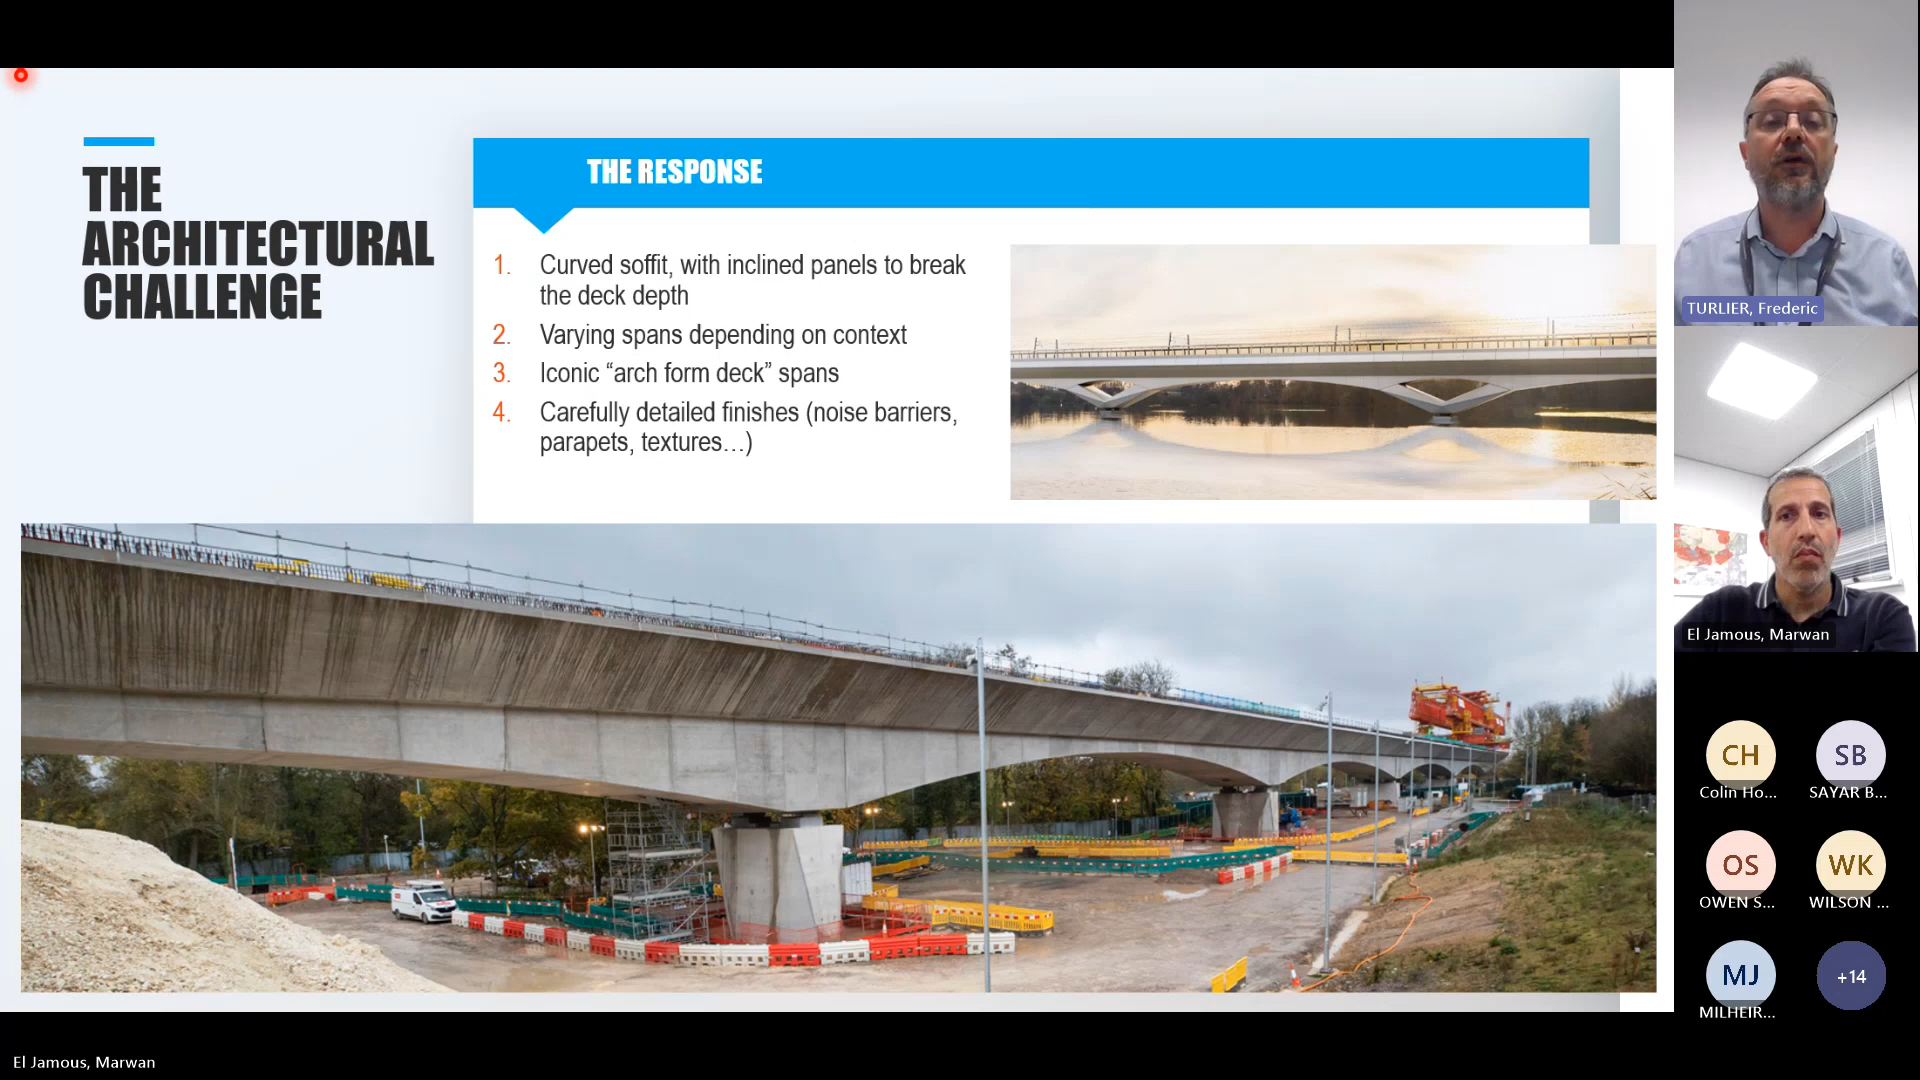 THE
ARCHITECTURAL
CHALLENGE
THE RESPONSE
1. Curved soffit, with inclined panels to break
the deck depth
2. Varying spans depending on context
3. Iconic “arch form deck” spans
4. Carefully detailed finishes (noise barriers,
parapets, textures…)
TURLIER, Frederic
El Jamous, Marwan
CH
Colin Ho...
SB
SAYAR B...
OS
OWEN S...
WK
WILSON ...
MJ
MILHEIR...
+14
El Jamous, Marwan